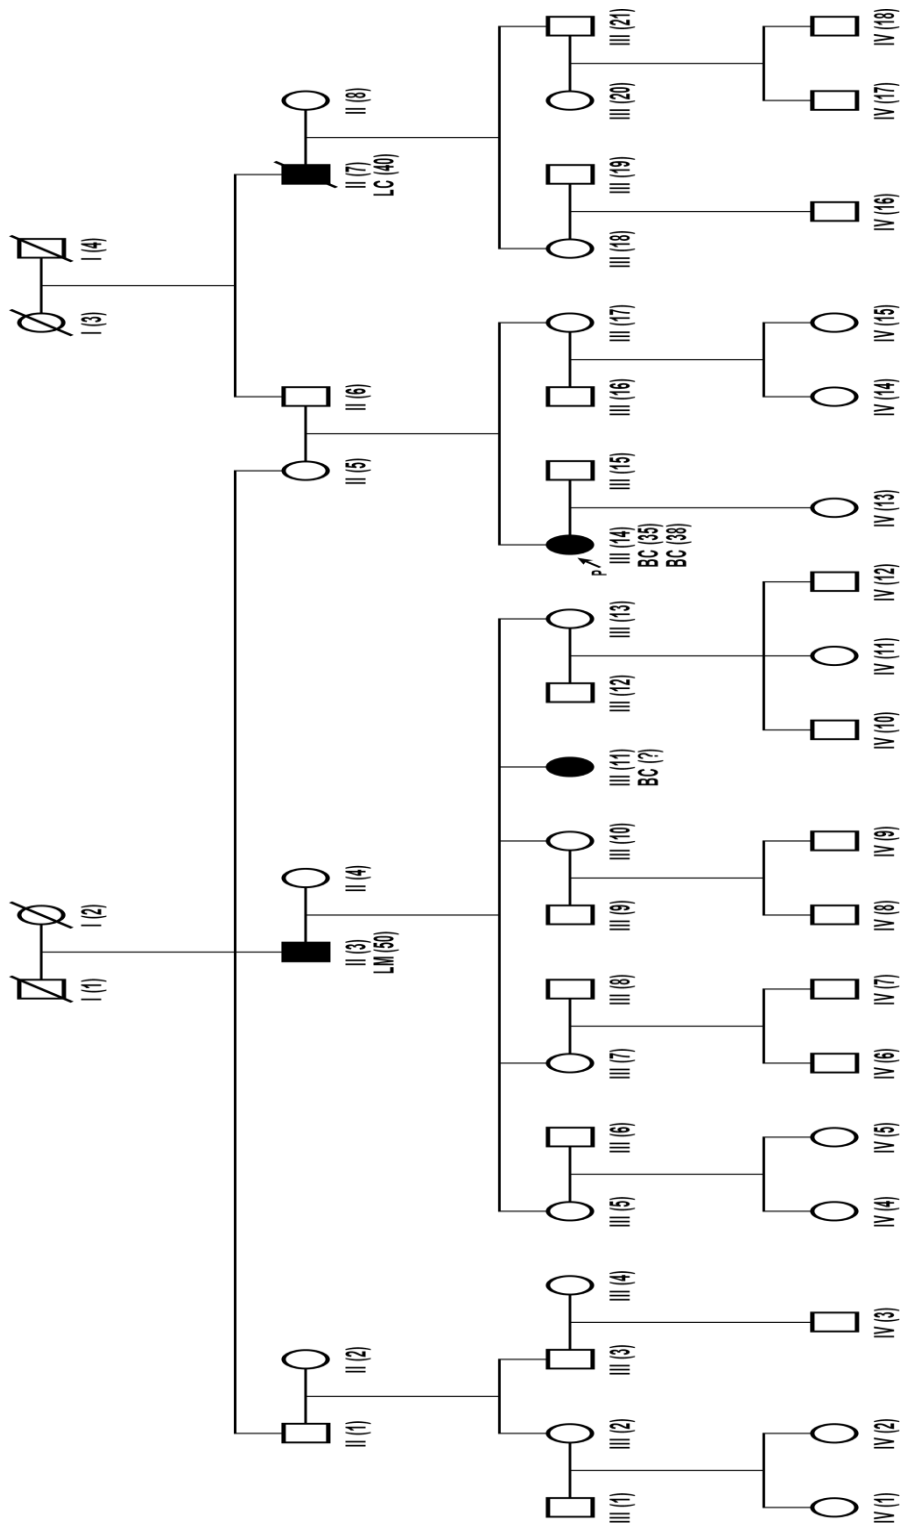 I (1)
I (2)
I (3)
I (4)
II (1)
II (2)
II (3)
LM (50)
II (4)
II (5)
II (6)
II (7)
LC (40)
II (8)
III (1)
III (2)
III (3)
III (4)
III (5)
III (6)
III (7)
III (8)
III (9)
III (10)
III (11)
BC (?)
III (12)
III (13)
P
III (14)
BC (35)
BC (38)
III (15)
III (16)
III (17)
III (18)
III (19)
III (20)
III (21)
IV (1)
IV (2)
IV (3)
IV (4)
IV (5)
IV (6)
IV (7)
IV (8)
IV (9)
IV (10)
IV (11)
IV (12)
IV (13)
IV (14)
IV (15)
IV (16)
IV (17)
IV (18)